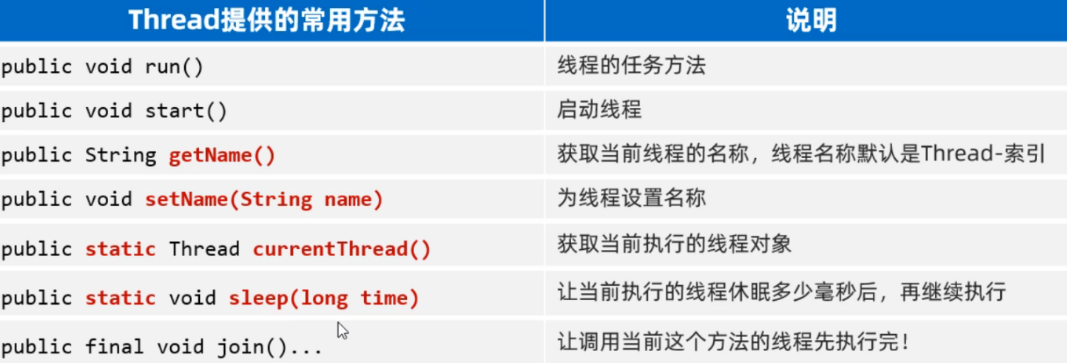 Thread提供的常用方法 说明
public void run() 线程的任务方法
public void start() 启动线程
public String getName() 获取当前线程的名称，线程名称默认是Thread-索引
public void setName(String name) 为线程设置名称
public static Thread currentThread() 获取当前执行的线程对象
public static void sleep(long time) 让当前执行的线程休眠多少毫秒后，再继续执行
public final void join()... 让调用当前这个方法的线程先执行完！